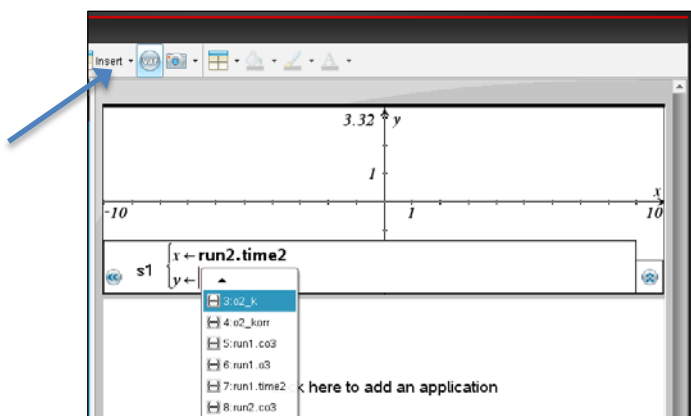 Insert
var
3.32 y
1
x
-10 1 10
s1 x←run2.time2
y←
3:o2_k
4:o2_korr
5:run1.co3
6:run1.o3
7:run1.time2 k here to add an application
8:run2.co3